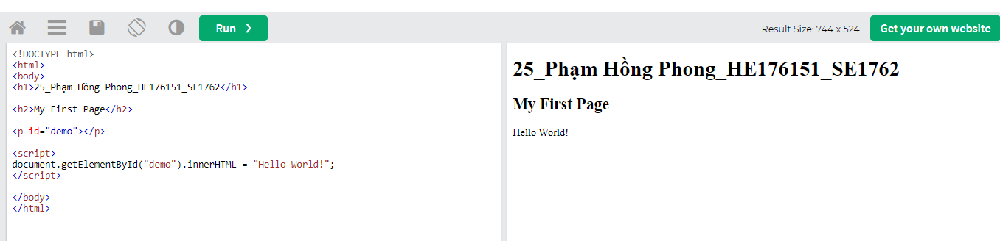 Run ❯
Result Size: 744 x 524
Get your own website
<!DOCTYPE html>
<html>
<body>
<h1>25_Phạm Hồng Phong_HE176151_SE1762</h1>
<h2>My First Page</h2>
<p id="demo"></p>
<script>
document.getElementById("demo").innerHTML = "Hello World!";
</script>
</body>
</html>
25_Phạm Hồng Phong_HE176151_SE1762
My First Page
Hello World!